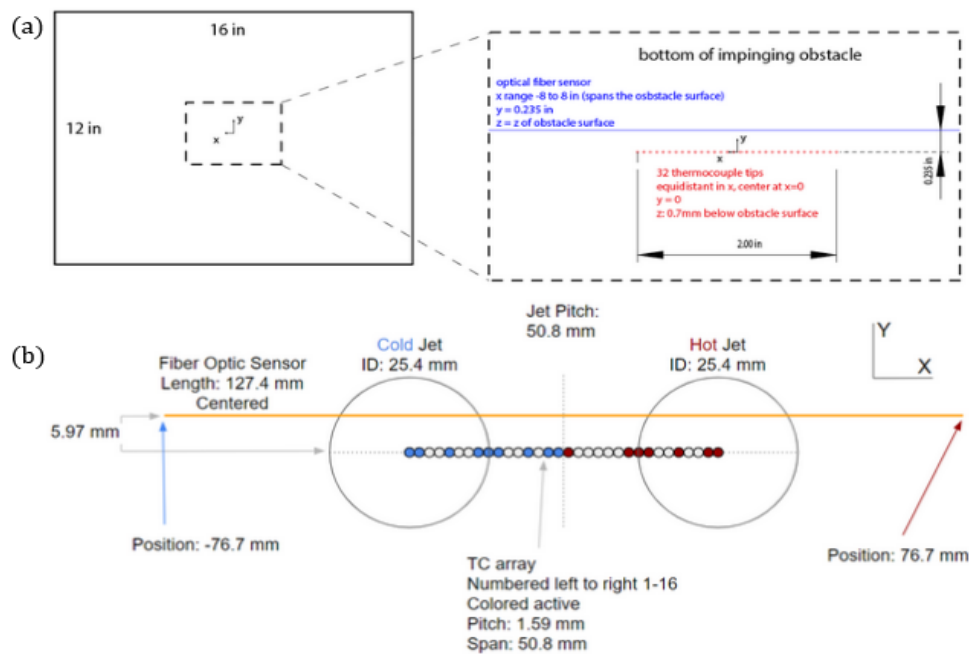 (a)
16 in
12 in
y
x
bottom of impinging obstacle
optical fiber sensor
x range -8 to 8 in (spans the osbstacle surface)
y = 0.235 in
z = z of obstacle surface
y
x
0.235 in
32 thermocouple tips
equidistant in x, center at x=0
y = 0
z: 0.7mm below obstacle surface
2.00 in
(b)
Jet Pitch:
50.8 mm
Cold Jet
ID: 25.4 mm
Hot Jet
ID: 25.4 mm
Y
X
Fiber Optic Sensor
Length: 127.4 mm
Centered
5.97 mm
Position: -76.7 mm
Position: 76.7 mm
TC array
Numbered left to right 1-16
Colored active
Pitch: 1.59 mm
Span: 50.8 mm